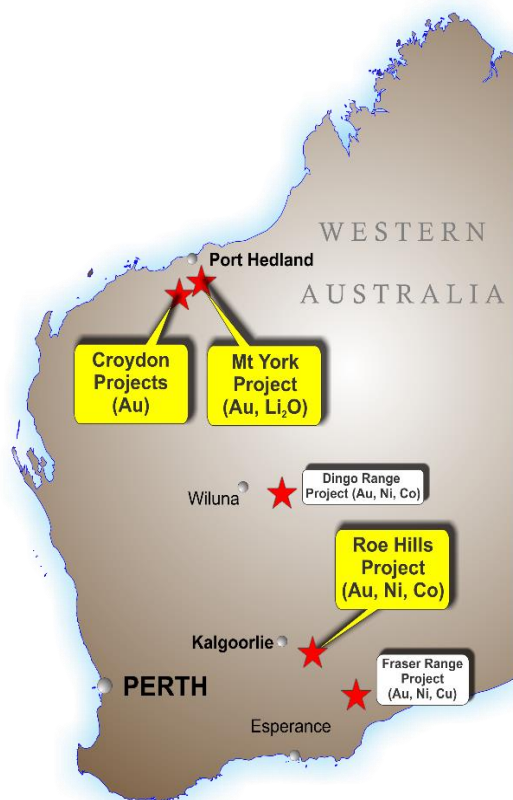 WESTERN
AUSTRALIA
Port Hedland
Croydon
Projects
(Au)
Mt York
Project
(Au, Li₂O)
Wiluna
Dingo Range
Project (Au, Ni, Co)
Roe Hills
Project
(Au, Ni, Co)
Kalgoorlie
Fraser Range
Project
(Au, Ni, Cu)
PERTH
Esperance